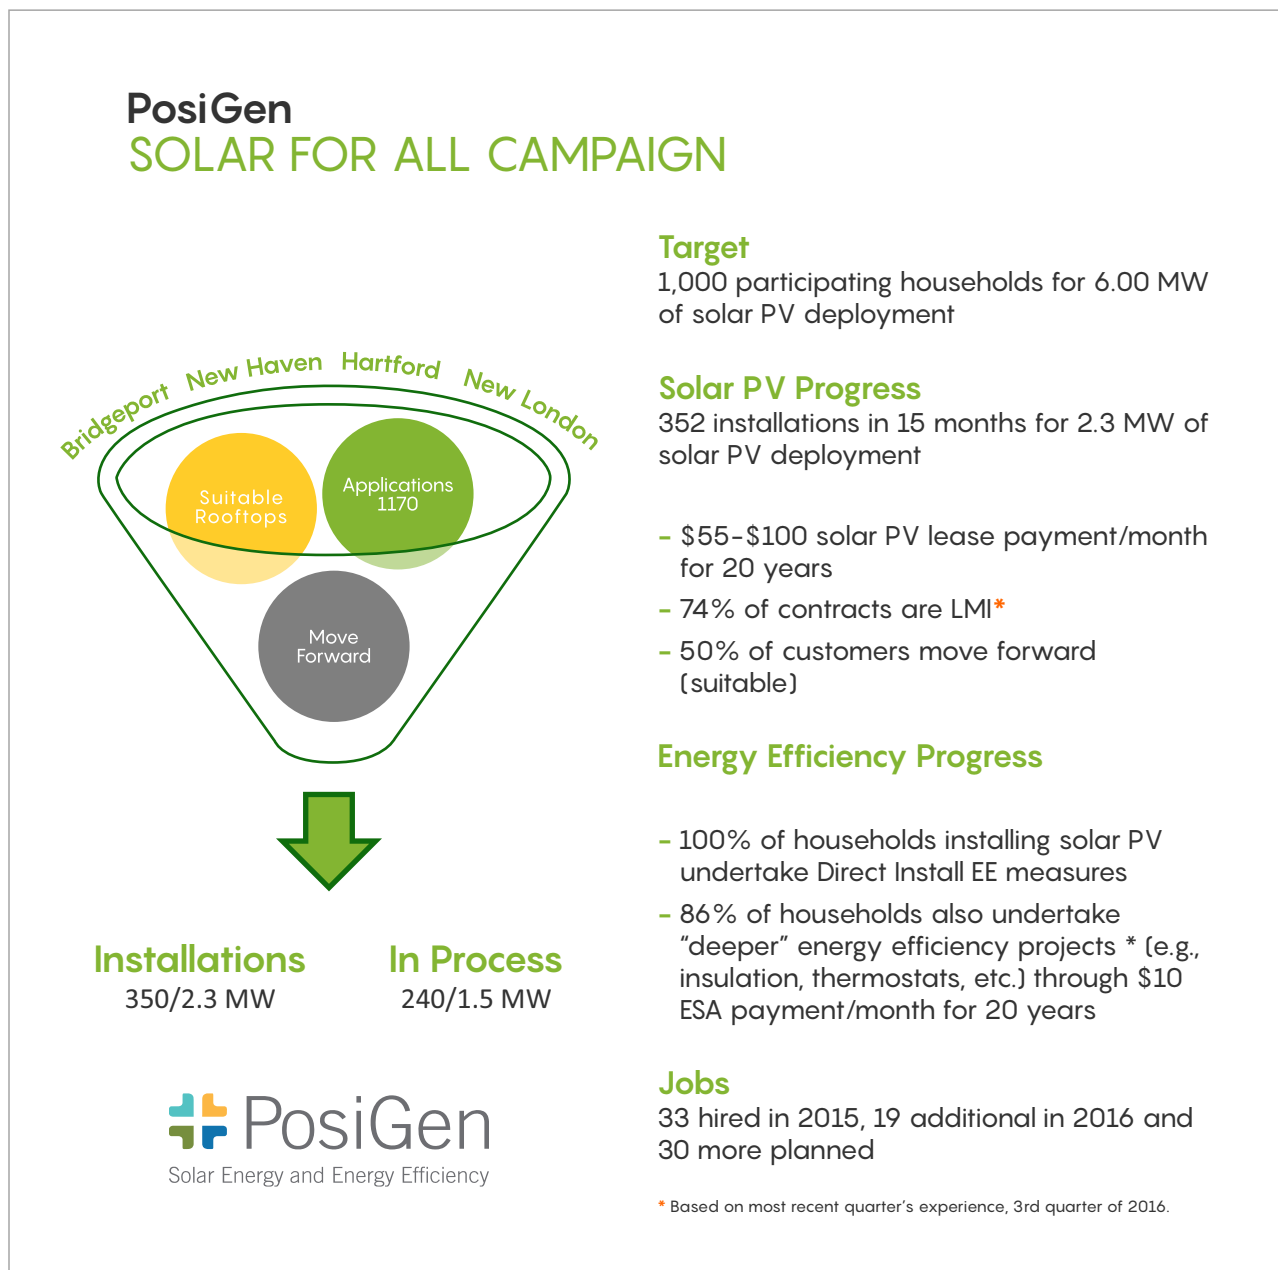 PosiGen
SOLAR FOR ALL CAMPAIGN
Bridgeport New Haven Hartford New London
Suitable
Rooftops
Applications
1170
Move
Forward
Installations
350/2.3 MW
In Process
240/1.5 MW
PosiGen
Solar Energy and Energy Efficiency
Target
1,000 participating households for 6.00 MW
of solar PV deployment
Solar PV Progress
352 installations in 15 months for 2.3 MW of
solar PV deployment
- $55-$100 solar PV lease payment/month
for 20 years
- 74% of contracts are LMI*
- 50% of customers move forward
(suitable)
Energy Efficiency Progress
- 100% of households installing solar PV
undertake Direct Install EE measures
- 86% of households also undertake
“deeper” energy efficiency projects * (e.g.,
insulation, thermostats, etc.) through $10
ESA payment/month for 20 years
Jobs
33 hired in 2015, 19 additional in 2016 and
30 more planned
* Based on most recent quarter’s experience, 3rd quarter of 2016.